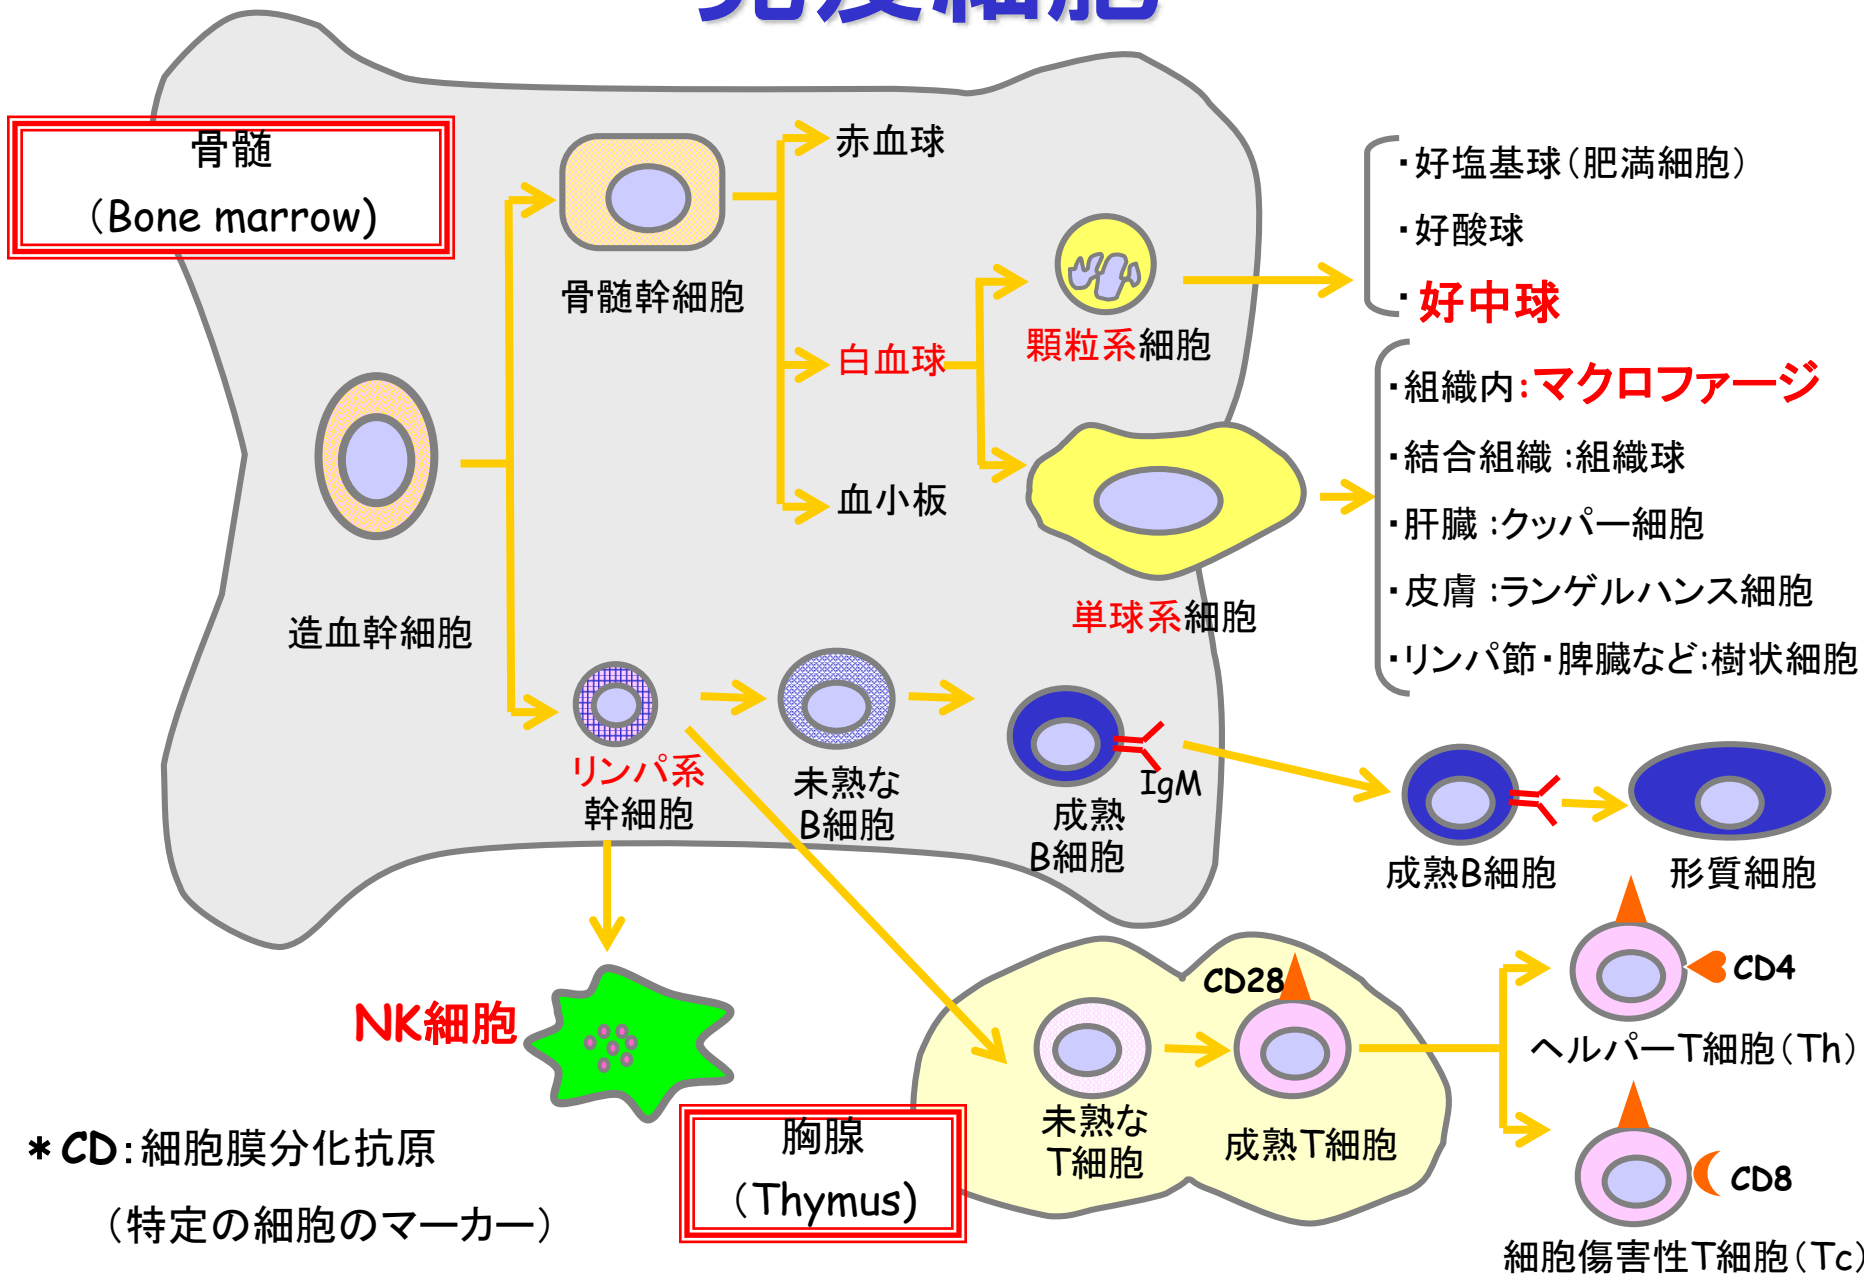 免疫細胞
骨髄
（Bone marrow)
赤血球
・好塩基球（肥満細胞）
・好酸球
・好中球
骨髄幹細胞
白血球
顆粒系細胞
・組織内：マクロファージ
・結合組織：組織球
・肝臓：クッパー細胞
・皮膚：ランゲルハンス細胞
・リンパ節・脾臓など：樹状細胞
血小板
単球系細胞
造血幹細胞
リンパ系
幹細胞
未熟な
B細胞
IgM
成熟
B細胞
成熟B細胞
形質細胞
NK細胞
CD28
CD4
ヘルパーT細胞（Th）
胸腺
（Thymus)
未熟な
T細胞
成熟T細胞
CD8
細胞傷害性T細胞（Tc）
＊CD：細胞膜分化抗原
（特定の細胞のマーカー）